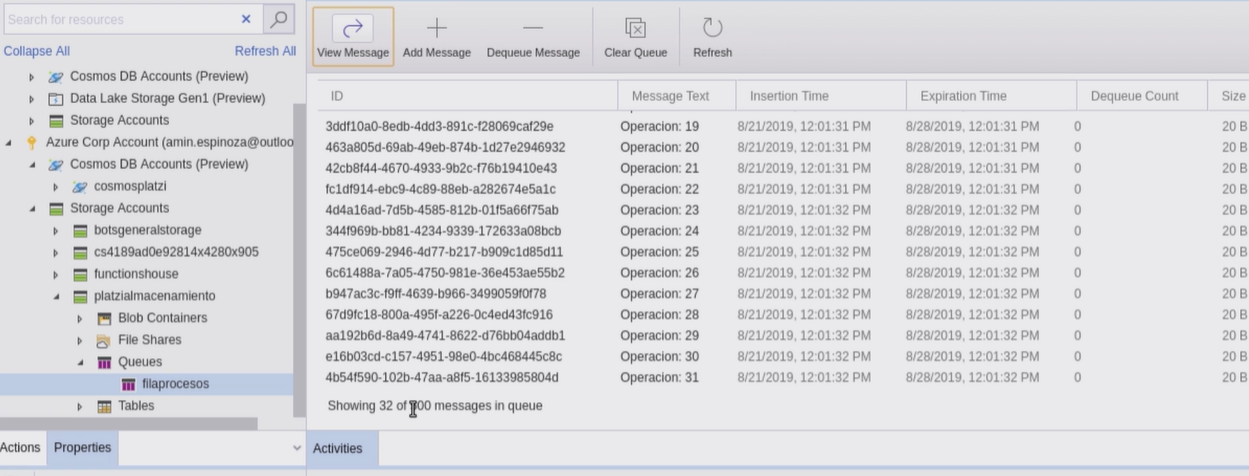 Search for resources
Collapse All Refresh All
Cosmos DB Accounts (Preview)
Data Lake Storage Gen1 (Preview)
Storage Accounts
Azure Corp Account (amin.espinoza@outloo
Cosmos DB Accounts (Preview)
cosmosplatzi
Storage Accounts
botsgeneralstorage
cs4189ad0e92814x4280x905
functionshouse
platzialmacenamiento
Blob Containers
File Shares
Queues
filaprocesos
Tables
Actions Properties
View Message Add Message Dequeue Message Clear Queue Refresh
ID Message Text Insertion Time Expiration Time Dequeue Count Size
3ddf10a0-8edb-4dd3-891c-f28069caf29e Operacion: 19 8/21/2019, 12:01:31 PM 8/28/2019, 12:01:31 PM 0 20 B
463a805d-69ab-49eb-874b-1d27e2946932 Operacion: 20 8/21/2019, 12:01:31 PM 8/28/2019, 12:01:31 PM 0 20 B
42cb8f44-4670-4933-9b2c-f76b19410e43 Operacion: 21 8/21/2019, 12:01:31 PM 8/28/2019, 12:01:31 PM 0 20 B
fc1df914-ebc9-4c89-88eb-a282674e5a1c Operacion: 22 8/21/2019, 12:01:31 PM 8/28/2019, 12:01:31 PM 0 20 B
4d4a16ad-7d5b-4585-812b-01f5a66f75ab Operacion: 23 8/21/2019, 12:01:32 PM 8/28/2019, 12:01:32 PM 0 20 B
344f969b-bb81-4234-9339-172633a08bcb Operacion: 24 8/21/2019, 12:01:32 PM 8/28/2019, 12:01:32 PM 0 20 B
475ce069-2946-4d77-b217-b909c1d85d11 Operacion: 25 8/21/2019, 12:01:32 PM 8/28/2019, 12:01:32 PM 0 20 B
6c61488a-7a05-4750-981e-36e453ae55b2 Operacion: 26 8/21/2019, 12:01:32 PM 8/28/2019, 12:01:32 PM 0 20 B
b947ac3c-f9ff-4639-b966-3499059f0f78 Operacion: 27 8/21/2019, 12:01:32 PM 8/28/2019, 12:01:32 PM 0 20 B
67d9fc18-800a-495f-a226-0c4ed43fc916 Operacion: 28 8/21/2019, 12:01:32 PM 8/28/2019, 12:01:32 PM 0 20 B
aa192b6d-8a49-4741-8622-d76bb04addb1 Operacion: 29 8/21/2019, 12:01:32 PM 8/28/2019, 12:01:32 PM 0 20 B
e16b03cd-c157-4951-98e0-4bc468445c8c Operacion: 30 8/21/2019, 12:01:32 PM 8/28/2019, 12:01:32 PM 0 20 B
4b54f590-102b-47aa-a8f5-16133985804d Operacion: 31 8/21/2019, 12:01:32 PM 8/28/2019, 12:01:32 PM 0 20 B
Showing 32 of messages in queue
Activities